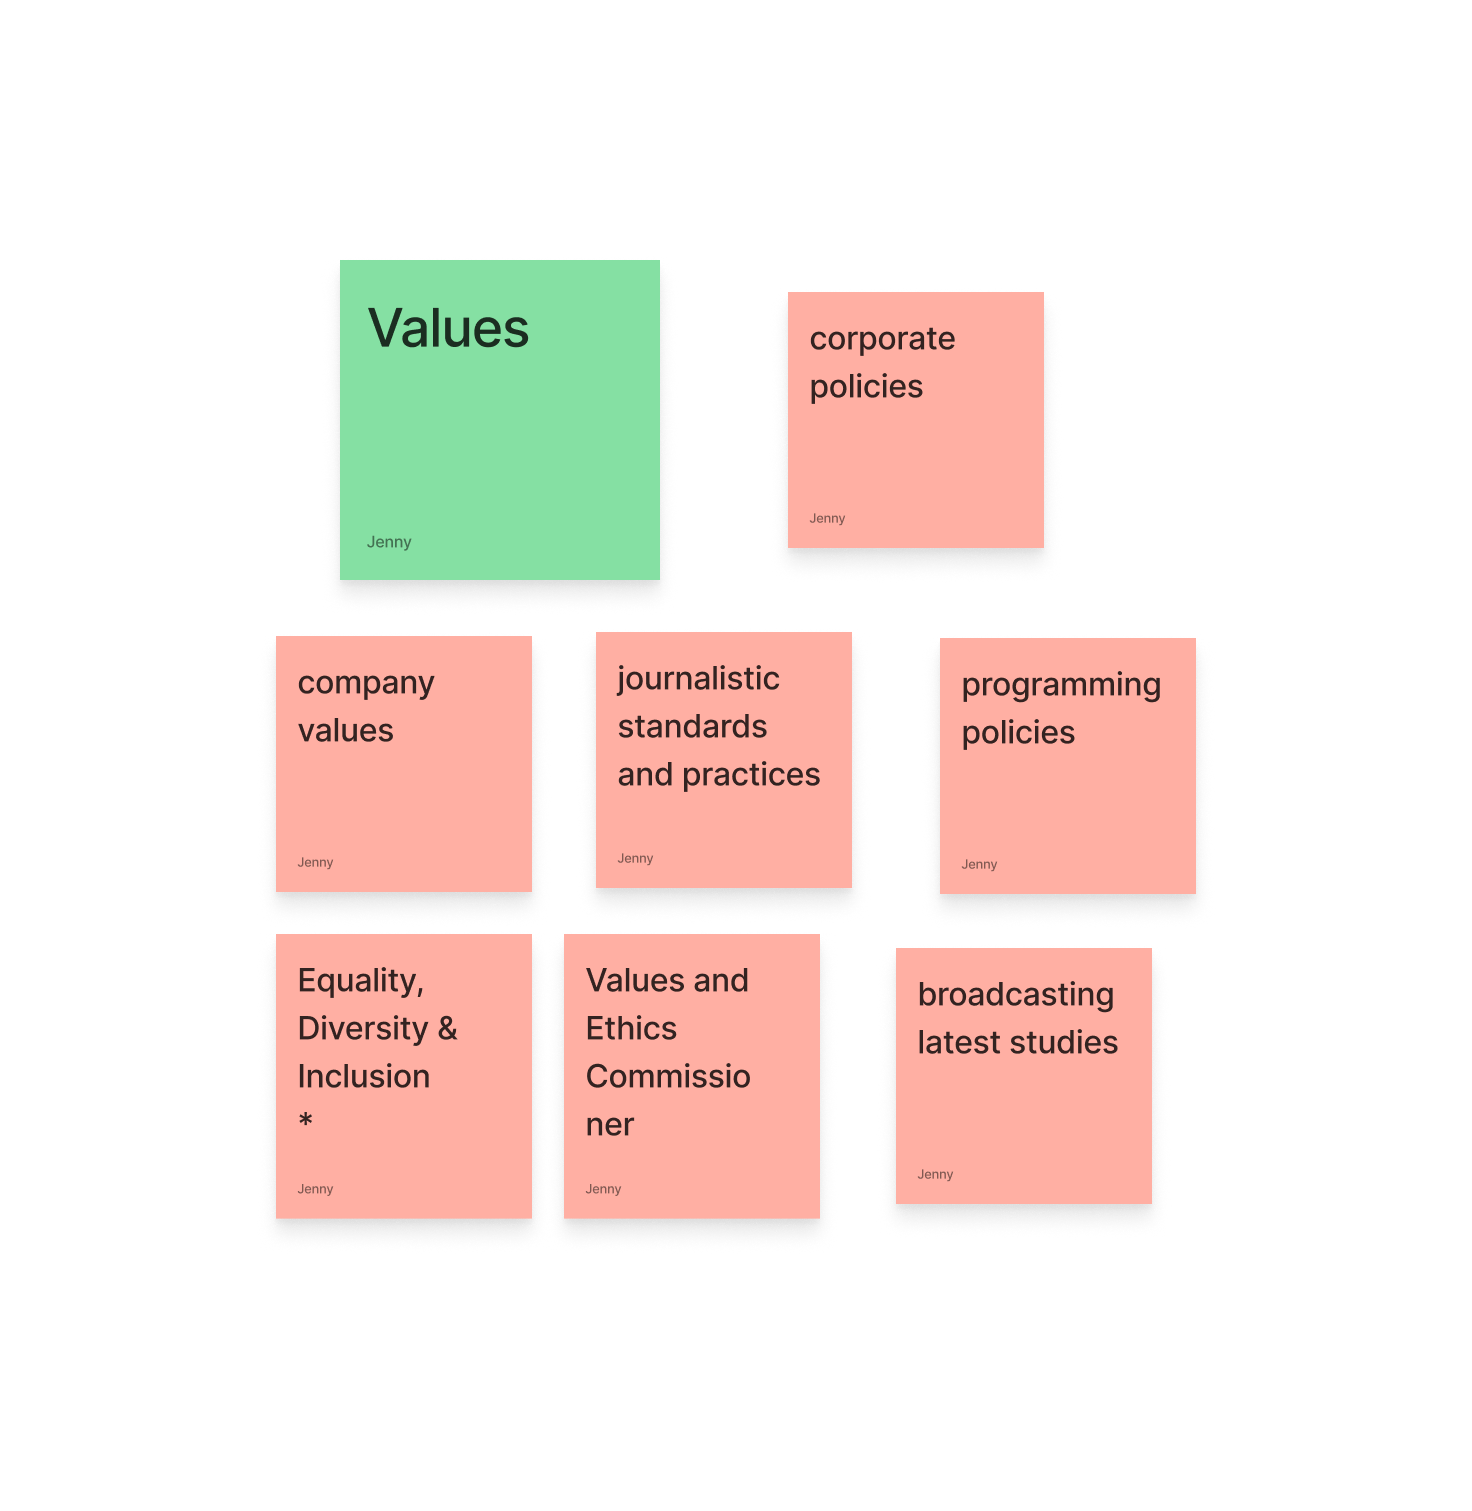 Values
Jenny
corporate
policies
Jenny
company
values
Jenny
journalistic
standards
and practices
Jenny
programming
policies
Jenny
Equality,
Diversity &
Inclusion
*
Jenny
Values and
Ethics
Commissio
ner
Jenny
broadcasting
latest studies
Jenny